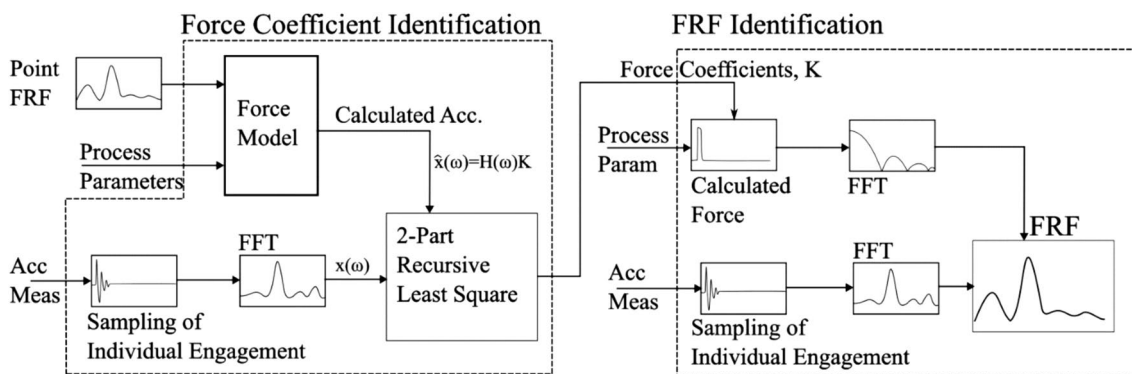 Force Coefficient Identification
Point
FRF
Force
Model
Calculated Acc.
Process
Parameters
x̂(ω)=H(ω)K
2-Part
Recursive
Least Square
FFT
x(ω)
Acc
Meas
Sampling of
Individual Engagement
FRF Identification
Force Coefficients, K
Process
Param
Calculated
Force
FFT
FRF
FFT
Acc
Meas
Sampling of
Individual Engagement